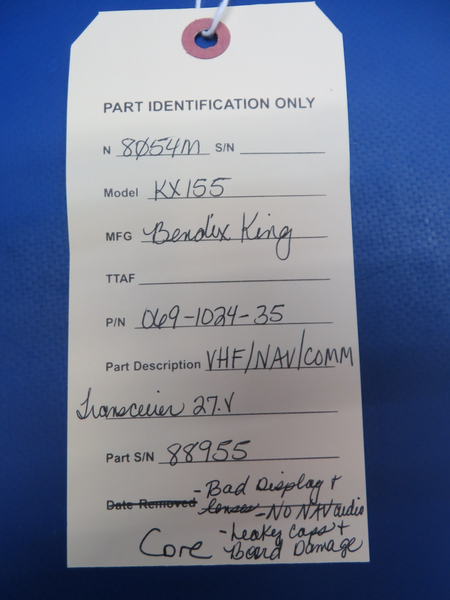 PART IDENTIFICATION ONLY
N 8054M S/N
Model KX155
MFG Bendix King
TTAF
P/N 069-1024-35
Part Description VHF/NAV/COMM
Transceiver 27.V
Part S/N 88955
- Bad Display +
Date Removed lenses - No NAV audio
- Leaky Caps +
Core Board Damage